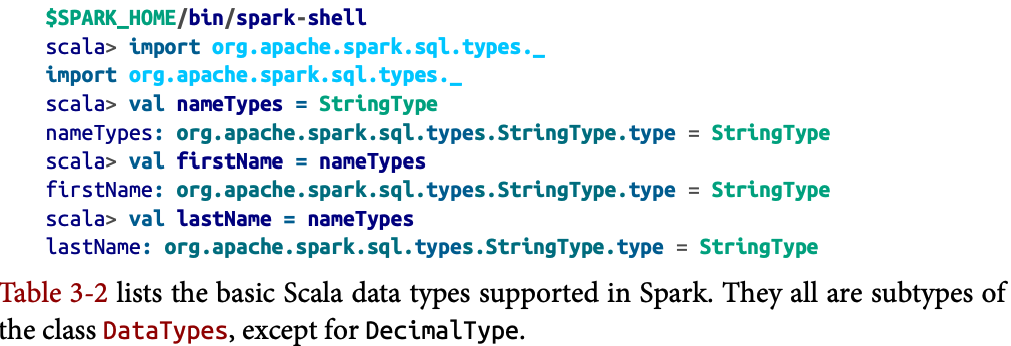 $SPARK_HOME/bin/spark-shell
scala> import org.apache.spark.sql.types._
import org.apache.spark.sql.types._
scala> val nameTypes = StringType
nameTypes: org.apache.spark.sql.types.StringType.type = StringType
scala> val firstName = nameTypes
firstName: org.apache.spark.sql.types.StringType.type = StringType
scala> val lastName = nameTypes
lastName: org.apache.spark.sql.types.StringType.type = StringType
Table 3-2 lists the basic Scala data types supported in Spark. They all are subtypes of
the class DataTypes, except for DecimalType.